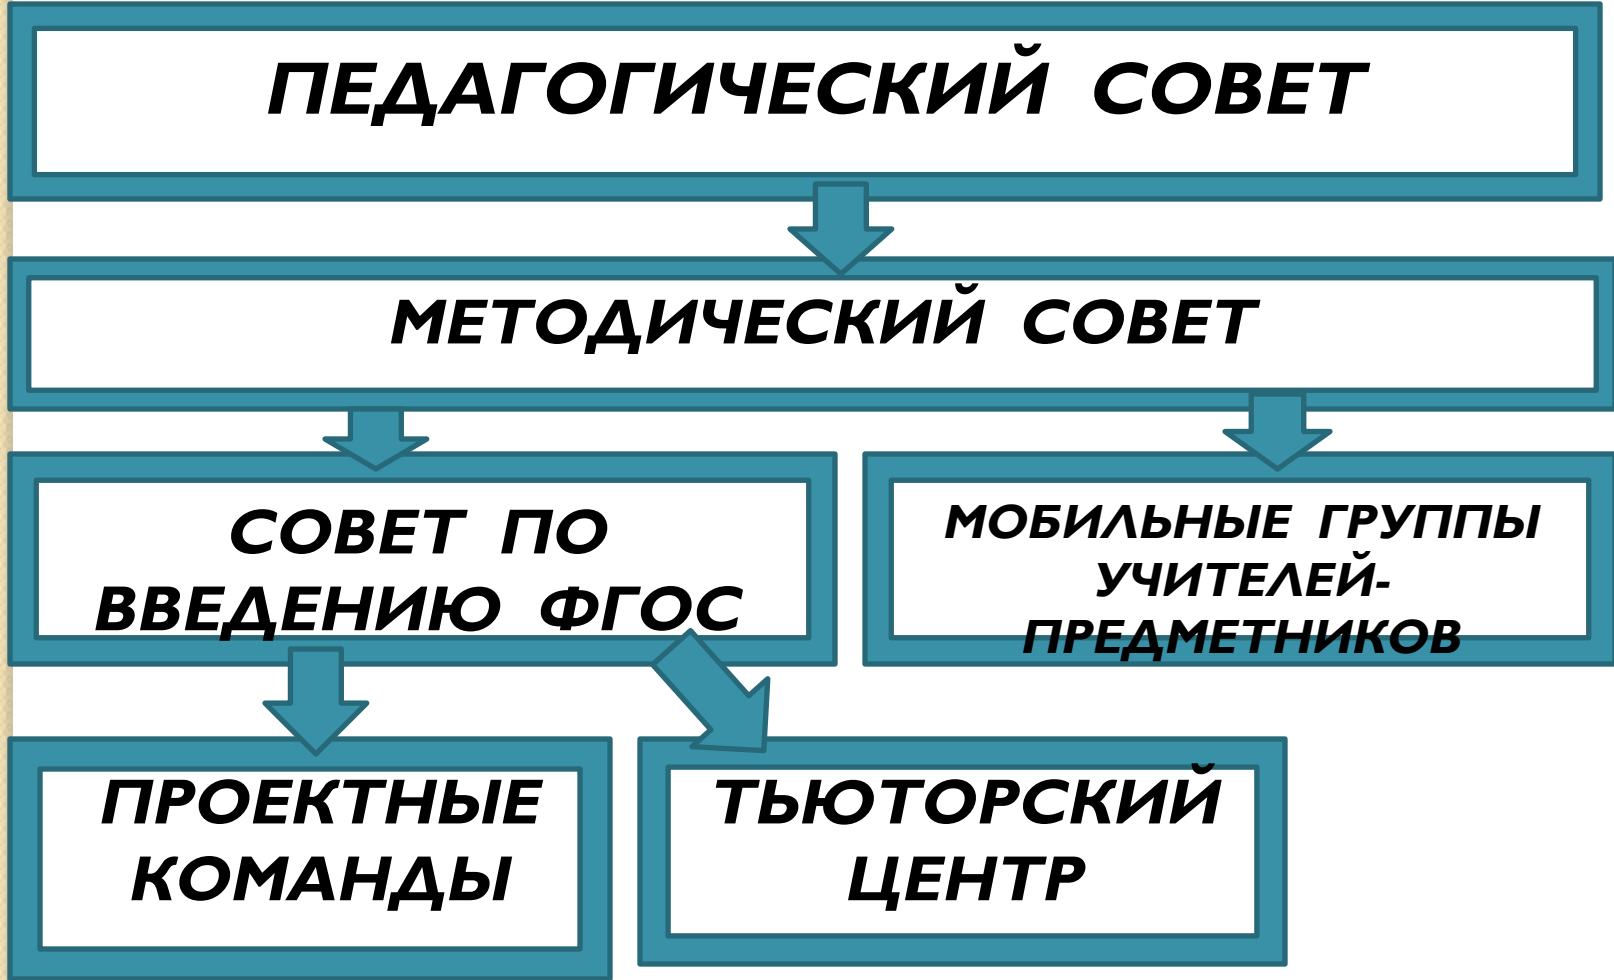 ПЕДАГОГИЧЕСКИЙ СОВЕТ
МЕТОДИЧЕСКИЙ СОВЕТ
СОВЕТ ПО
ВВЕДЕНИЮ ФГОС
МОБИЛЬНЫЕ ГРУППЫ
УЧИТЕЛЕЙ-
ПРЕДМЕТНИКОВ
ПРОЕКТНЫЕ
КОМАНДЫ
ТЬЮТОРСКИЙ
ЦЕНТР